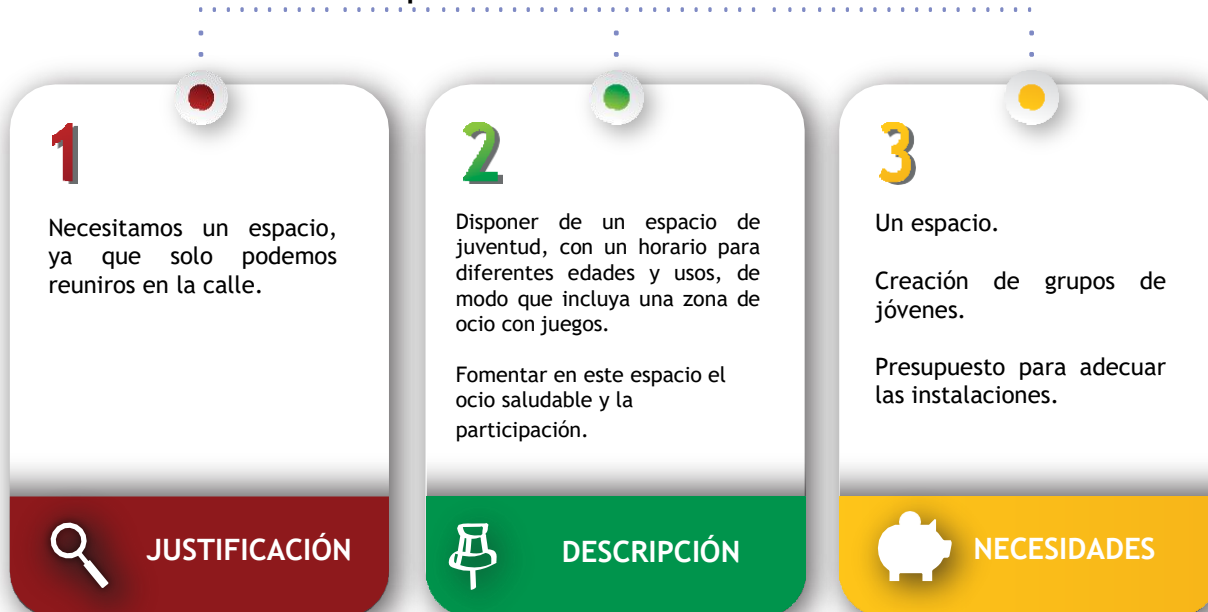 1
Necesitamos un espacio,
ya que solo podemos
reuniros en la calle.
JUSTIFICACIÓN
2
Disponer de un espacio de
juventud, con un horario para
diferentes edades y usos, de
modo que incluya una zona de
ocio con juegos.
Fomentar en este espacio el
ocio saludable y la
participación.
DESCRIPCIÓN
3
Un espacio.
Creación de grupos de
jóvenes.
Presupuesto para adecuar
las instalaciones.
NECESIDADES